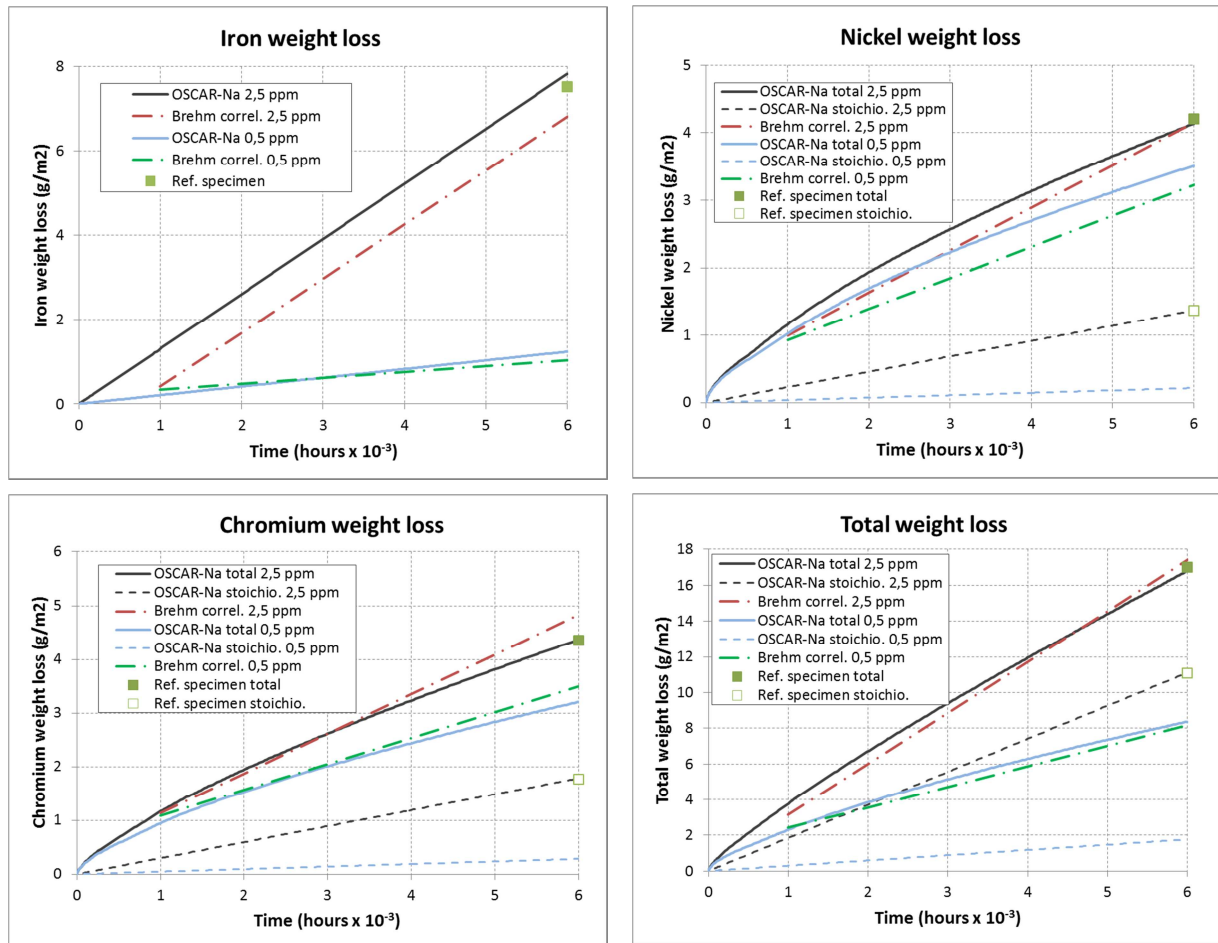 Iron weight loss
Iron weight loss (g/m2)
8
6
4
2
0
OSCAR-Na 2,5 ppm
Brehm correl. 2,5 ppm
OSCAR-Na 0,5 ppm
Brehm correl. 0,5 ppm
Ref. specimen
0 1 2 3 4 5 6
Time (hours x 10-3)
Nickel weight loss
Nickel weight loss (g/m2)
5
4
3
2
1
0
OSCAR-Na total 2,5 ppm
OSCAR-Na stoichio. 2,5 ppm
Brehm correl. 2,5 ppm
OSCAR-Na total 0,5 ppm
OSCAR-Na stoichio. 0,5 ppm
Brehm correl. 0,5 ppm
Ref. specimen total
Ref. specimen stoichio.
0 1 2 3 4 5 6
Time (hours x 10-3)
Chromium weight loss
Chromium weight loss (g/m2)
6
5
4
3
2
1
0
OSCAR-Na total 2,5 ppm
OSCAR-Na stoichio. 2,5 ppm
Brehm correl. 2,5 ppm
OSCAR-Na total 0,5 ppm
OSCAR-Na stoichio. 0,5 ppm
Brehm correl. 0,5 ppm
Ref. specimen total
Ref. specimen stoichio.
0 1 2 3 4 5 6
Time (hours x 10-3)
Total weight loss
Total weight loss (g/m2)
18
16
14
12
10
8
6
4
2
0
OSCAR-Na total 2,5 ppm
OSCAR-Na stoichio. 2,5 ppm
Brehm correl. 2,5 ppm
OSCAR-Na total 0,5 ppm
OSCAR-Na stoichio. 0,5 ppm
Brehm correl. 0,5 ppm
Ref. specimen total
Ref. specimen stoichio.
0 1 2 3 4 5 6
Time (hours x 10-3)